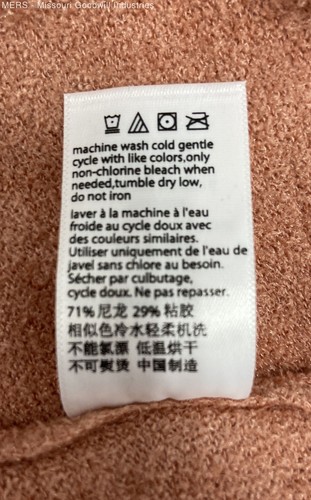 MERS - Missouri Goodwill Industries
machine wash cold gentle
cycle with like colors,only
non-chlorine bleach when
needed,tumble dry low,
do not iron
laver à la machine à l'eau
froide au cycle doux avec
des couleurs similaires.
Utiliser uniquement de l'eau de
javel sans chlore au besoin.
Sécher par culbutage,
cycle doux. Ne pas repasser.
71% 尼龙 29% 粘胶
相似色冷水轻柔机洗
不能氯漂 低温烘干
不可熨烫 中国制造